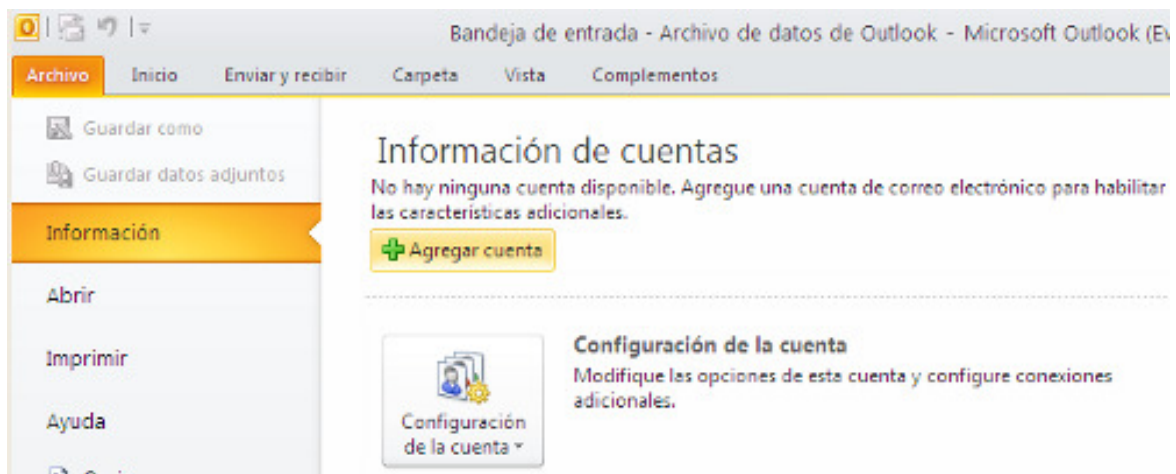 Bandeja de entrada - Archivo de datos de Outlook - Microsoft Outlook (Ev
Archivo Inicio Enviar y recibir Carpeta Vista Complementos
Guardar como
Guardar datos adjuntos
Información
Abrir
Imprimir
Ayuda
Información de cuentas
No hay ninguna cuenta disponible. Agregue una cuenta de correo electrónico para habilitar
las características adicionales.
Agregar cuenta
Configuración
de la cuenta
Configuración de la cuenta
Modifique las opciones de esta cuenta y configure conexiones
adicionales.